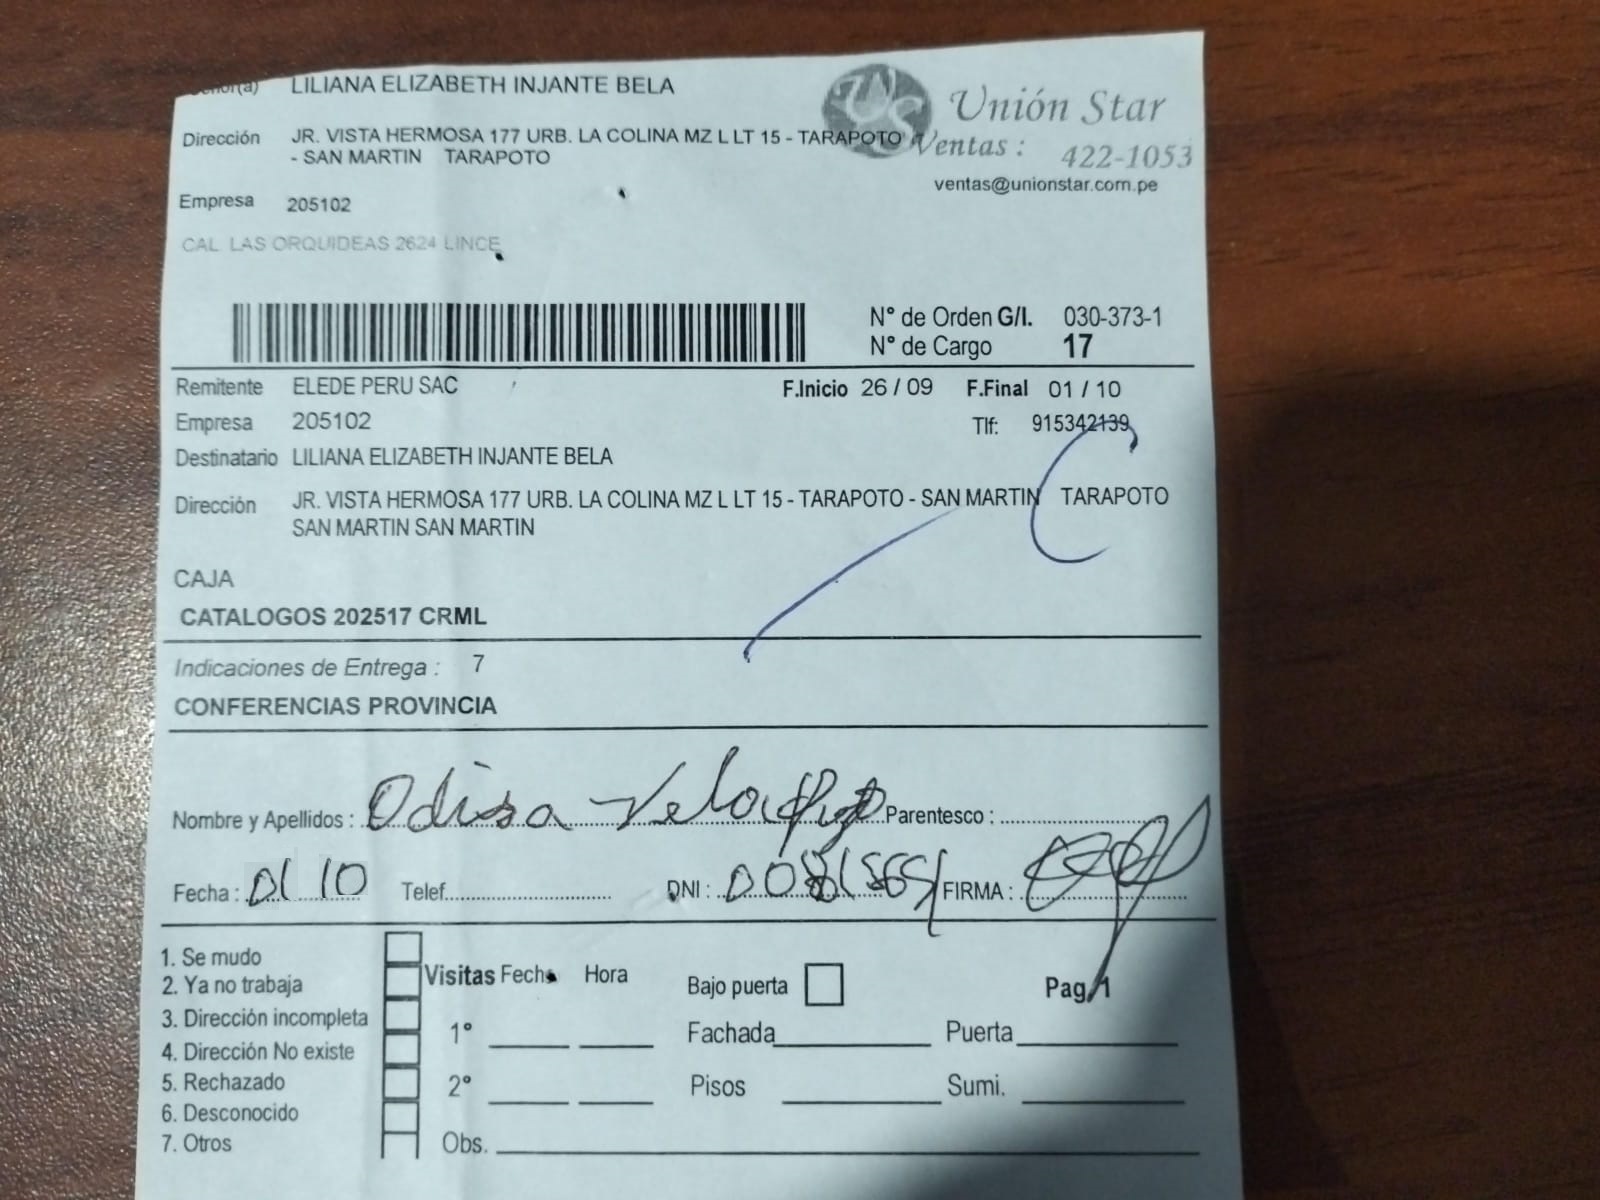 Señor(a) LILIANA ELIZABETH INJANTE BELA
Unión Star
Dirección JR. VISTA HERMOSA 177 URB. LA COLINA MZ L LT 15 - TARAPOTO
- SAN MARTIN TARAPOTO
Ventas : 422-1053
ventas@unionstar.com.pe
Empresa 205102
CAL. LAS ORQUIDEAS 2624 LINCE
N° de Orden G/I. 030-373-1
N° de Cargo 17
Remitente ELEDE PERU SAC F.Inicio 26 / 09 F.Final 01 / 10
Empresa 205102 Tlf: 915342139
Destinatario LILIANA ELIZABETH INJANTE BELA
Dirección JR. VISTA HERMOSA 177 URB. LA COLINA MZ L LT 15 - TARAPOTO - SAN MARTIN TARAPOTO
SAN MARTIN SAN MARTIN
CAJA
CATALOGOS 202517 CRML
Indicaciones de Entrega : 7
CONFERENCIAS PROVINCIA
Nombre y Apellidos : Odisa Vela Parentesco :
Fecha : 01 10 Telef. DNI : FIRMA :
1. Se mudo
2. Ya no trabaja
3. Dirección incompleta
4. Dirección No existe
5. Rechazado
6. Desconocido
7. Otros
Visitas Fecha Hora
1°
2°
Obs.
Bajo puerta
Pag. 1
Fachada Puerta
Pisos Sumi.